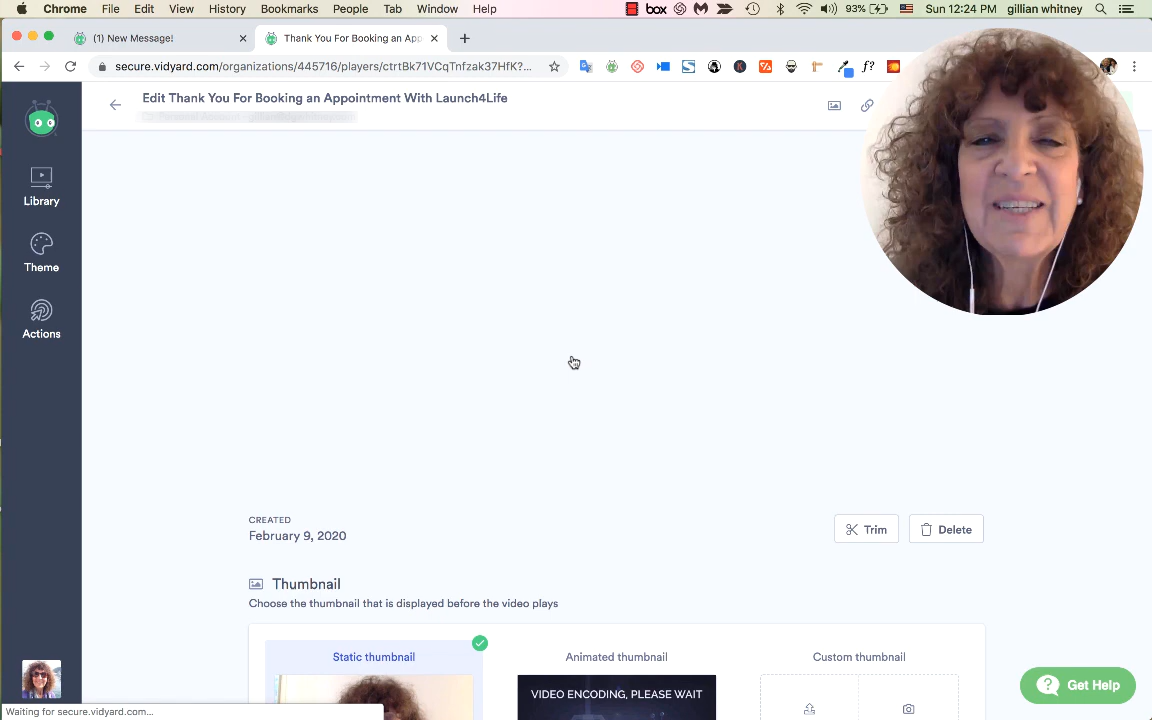 Chrome File Edit View History Bookmarks People Tab Window Help box 93% Sun 12:24 PM gillian whitney
(1) New Message! Thank You For Booking an App
secure.vidyard.com/organizations/445716/players/ctrtBk71VCqTnfzak37HfK?... f?
Edit Thank You For Booking an Appointment With Launch4Life
Library
Theme
Actions
CREATED
February 9, 2020
Trim Delete
Thumbnail
Choose the thumbnail that is displayed before the video plays
Static thumbnail Animated thumbnail Custom thumbnail
VIDEO ENCODING, PLEASE WAIT
Get Help
Waiting for secure.vidyard.com...